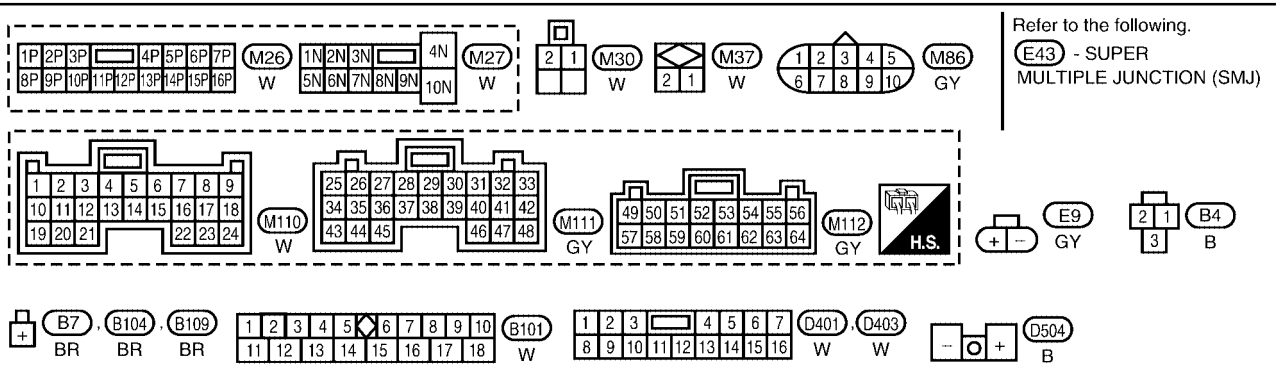 1P 2P 3P 4P 5P 6P 7P
8P 9P 10P 11P 12P 13P 14P 15P 16P
M26
W
1N 2N 3N 4N
5N 6N 7N 8N 9N 10N
M27
W
2 1
M30
W
2 1
M37
W
1 2 3 4 5
6 7 8 9 10
M86
GY
Refer to the following.
E43 - SUPER
MULTIPLE JUNCTION (SMJ)
1 2 3 4 5 6 7 8 9
10 11 12 13 14 15 16 17 18
19 20 21 22 23 24
M110
W
25 26 27 28 29 30 31 32 33
34 35 36 37 38 39 40 41 42
43 44 45 46 47 48
M111
GY
49 50 51 52 53 54 55 56
57 58 59 60 61 62 63 64
M112
GY
H.S.
+ −
E9
GY
2 1
3
B4
B
+
B7 , B104 , B109
BR BR BR
1 2 3 4 5 6 7 8 9 10
11 12 13 14 15 16 17 18
B101
W
1 2 3 4 5 6 7
8 9 10 11 12 13 14 15 16
D401 , D403
W W
− +
D504
B